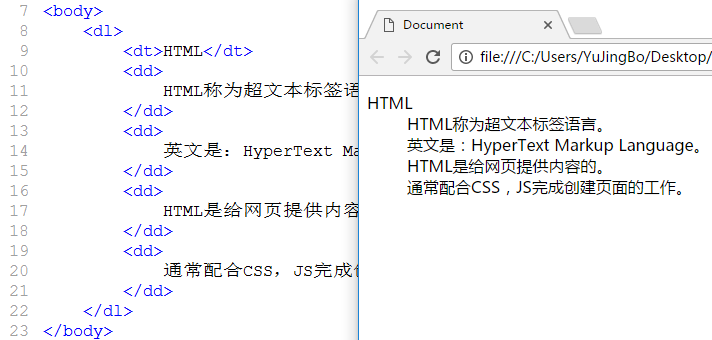 7 <body>
8 <dl>
9 <dt>HTML</dt>
10 <dd>
11 HTML称为超文本标签语
12 </dd>
13 <dd>
14 英文是：HyperText Ma
15 </dd>
16 <dd>
17 HTML是给网页提供内容
18 </dd>
19 <dd>
20 通常配合CSS，JS完成
21 </dd>
22 </dl>
23 </body>
Document
file:///C:/Users/YuJingBo/Desktop/
HTML
HTML称为超文本标签语言。
英文是：HyperText Markup Language。
HTML是给网页提供内容的。
通常配合CSS，JS完成创建页面的工作。